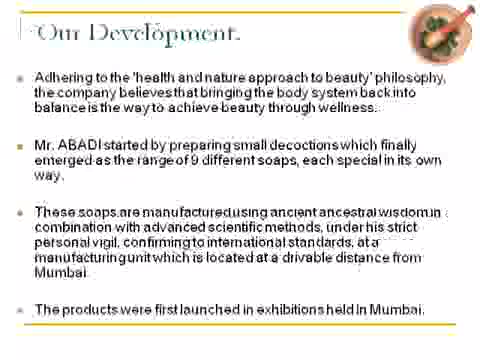 Our Development.
Adhering to the 'health and nature approach to beauty' philosophy,
the company believes that bringing the body system back into
balance is the way to achieve beauty through wellness.
Mr. ABADI started by preparing small decoctions which finally
emerged as the range of 9 different soaps, each special in its own
way.
These soaps are manufactured using ancient ancestral wisdom in
combination with advanced scientific methods, under his strict
personal vigil, confirming to international standards, at a
manufacturing unit which is located at a drivable distance from
Mumbai
The products were first launched in exhibitions held In Mumbai.